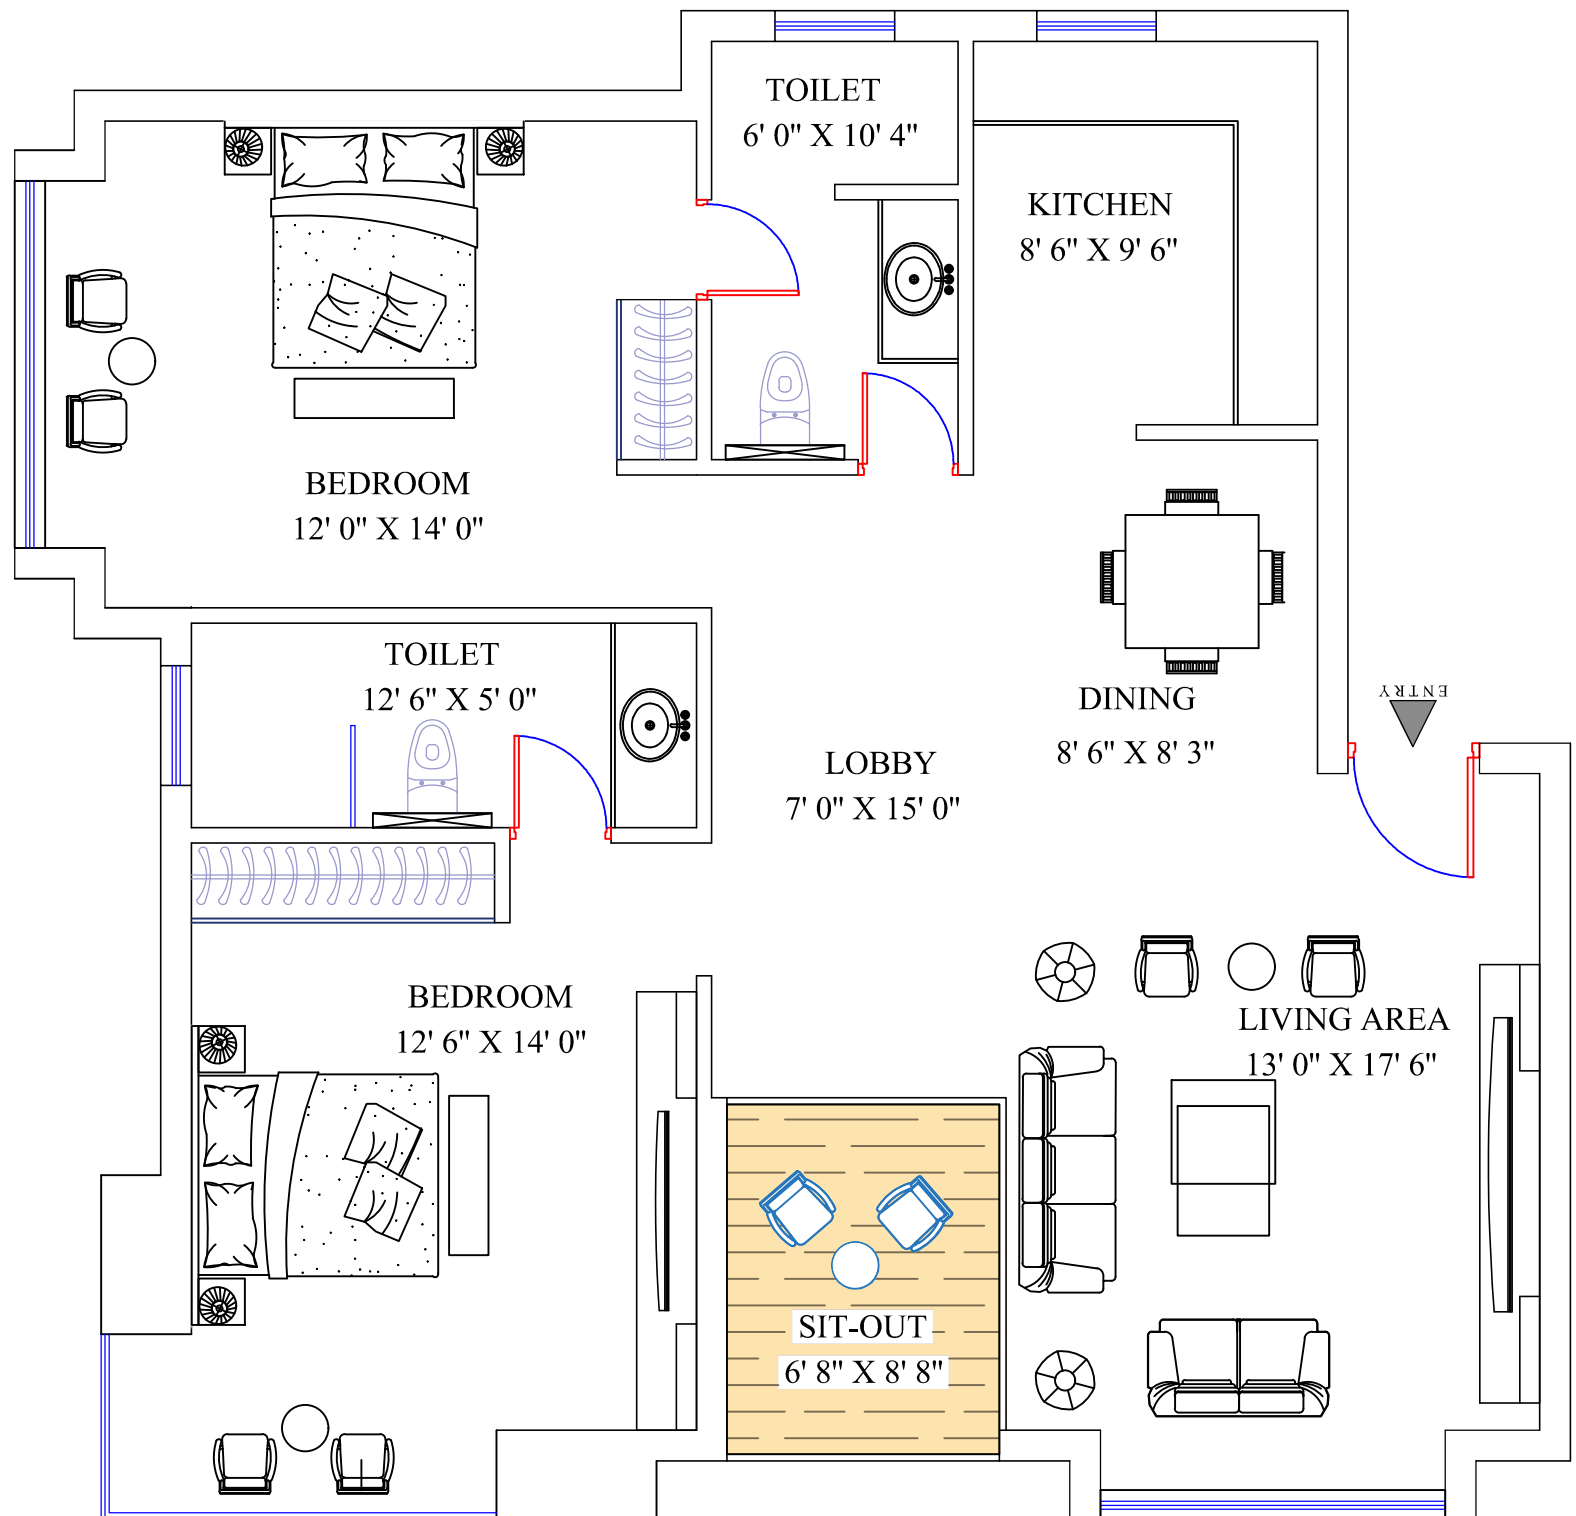 TOILET
6' 0" X 10' 4"
KITCHEN
8' 6" X 9' 6"
BEDROOM
12' 0" X 14' 0"
TOILET
12' 6" X 5' 0"
DINING
8' 6" X 8' 3"
ENTRY
LOBBY
7' 0" X 15' 0"
BEDROOM
12' 6" X 14' 0"
LIVING AREA
13' 0" X 17' 6"
SIT-OUT
6' 8" X 8' 8"